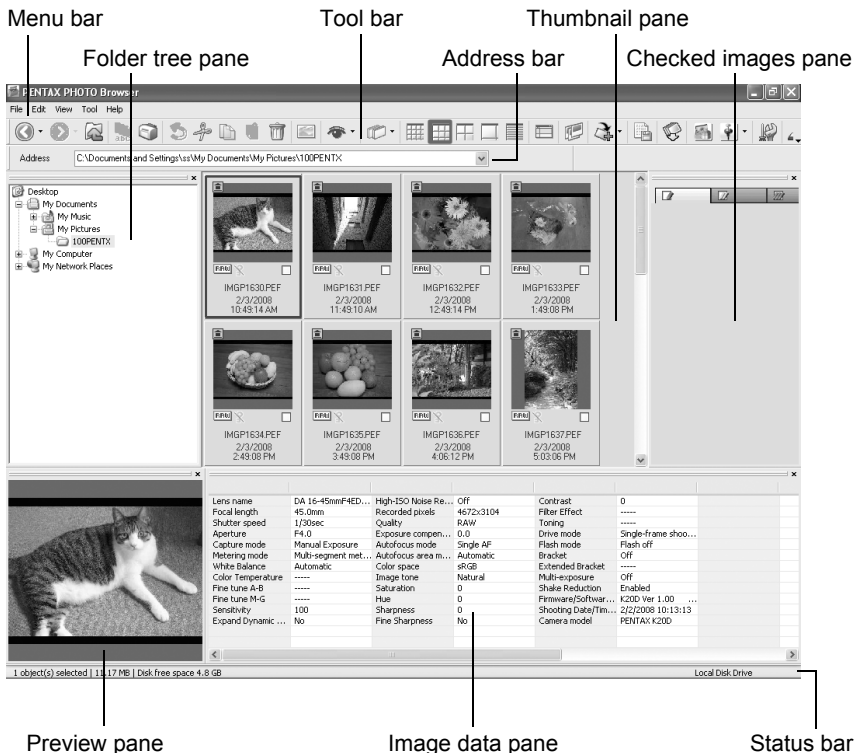 Menu bar
Tool bar
Thumbnail pane
Folder tree pane
Address bar
Checked images pane
PENTAX PHOTO Browser
File Edit View Tool Help
Address C:\Documents and Settings\ss\My Documents\My Pictures\100PENTX
Desktop
My Documents
My Music
My Pictures
100PENTX
My Computer
My Network Places
RAW
IMGP1630.PEF
2/3/2008
10:49:14 AM
RAW
IMGP1631.PEF
2/3/2008
11:49:10 AM
RAW
IMGP1632.PEF
2/3/2008
12:49:14 PM
RAW
IMGP1633.PEF
2/3/2008
1:49:08 PM
RAW
IMGP1634.PEF
2/3/2008
2:49:08 PM
RAW
IMGP1635.PEF
2/3/2008
3:49:08 PM
RAW
IMGP1636.PEF
2/3/2008
4:06:12 PM
RAW
IMGP1637.PEF
2/3/2008
5:03:06 PM
Lens name DA 16-45mmF4ED... High-ISO Noise Re... Off Contrast 0
Focal length 45.0mm Recorded pixels 4672x3104 Filter Effect -----
Shutter speed 1/30sec Quality RAW Toning -----
Aperture F4.0 Exposure compen... 0.0 Drive mode Single-frame shoo...
Capture mode Manual Exposure Autofocus mode Single AF Flash mode Flash off
Metering mode Multi-segment met... Autofocus area m... Automatic Bracket Off
White Balance Automatic Color space sRGB Extended Bracket -----
Color Temperature ----- Image tone Natural Multi-exposure Off
Fine tune A-B ----- Saturation 0 Shake Reduction Enabled
Fine tune M-G ----- Hue 0 Firmware/Softwar... K20D Ver 1.00 ...
Sensitivity 100 Sharpness 0 Shooting Date/Tim... 2/2/2008 10:13:13
Expand Dynamic ... No Fine Sharpness No Camera model PENTAX K20D
1 object(s) selected | 11.17 MB | Disk free space 4.8 GB Local Disk Drive
Preview pane
Image data pane
Status bar